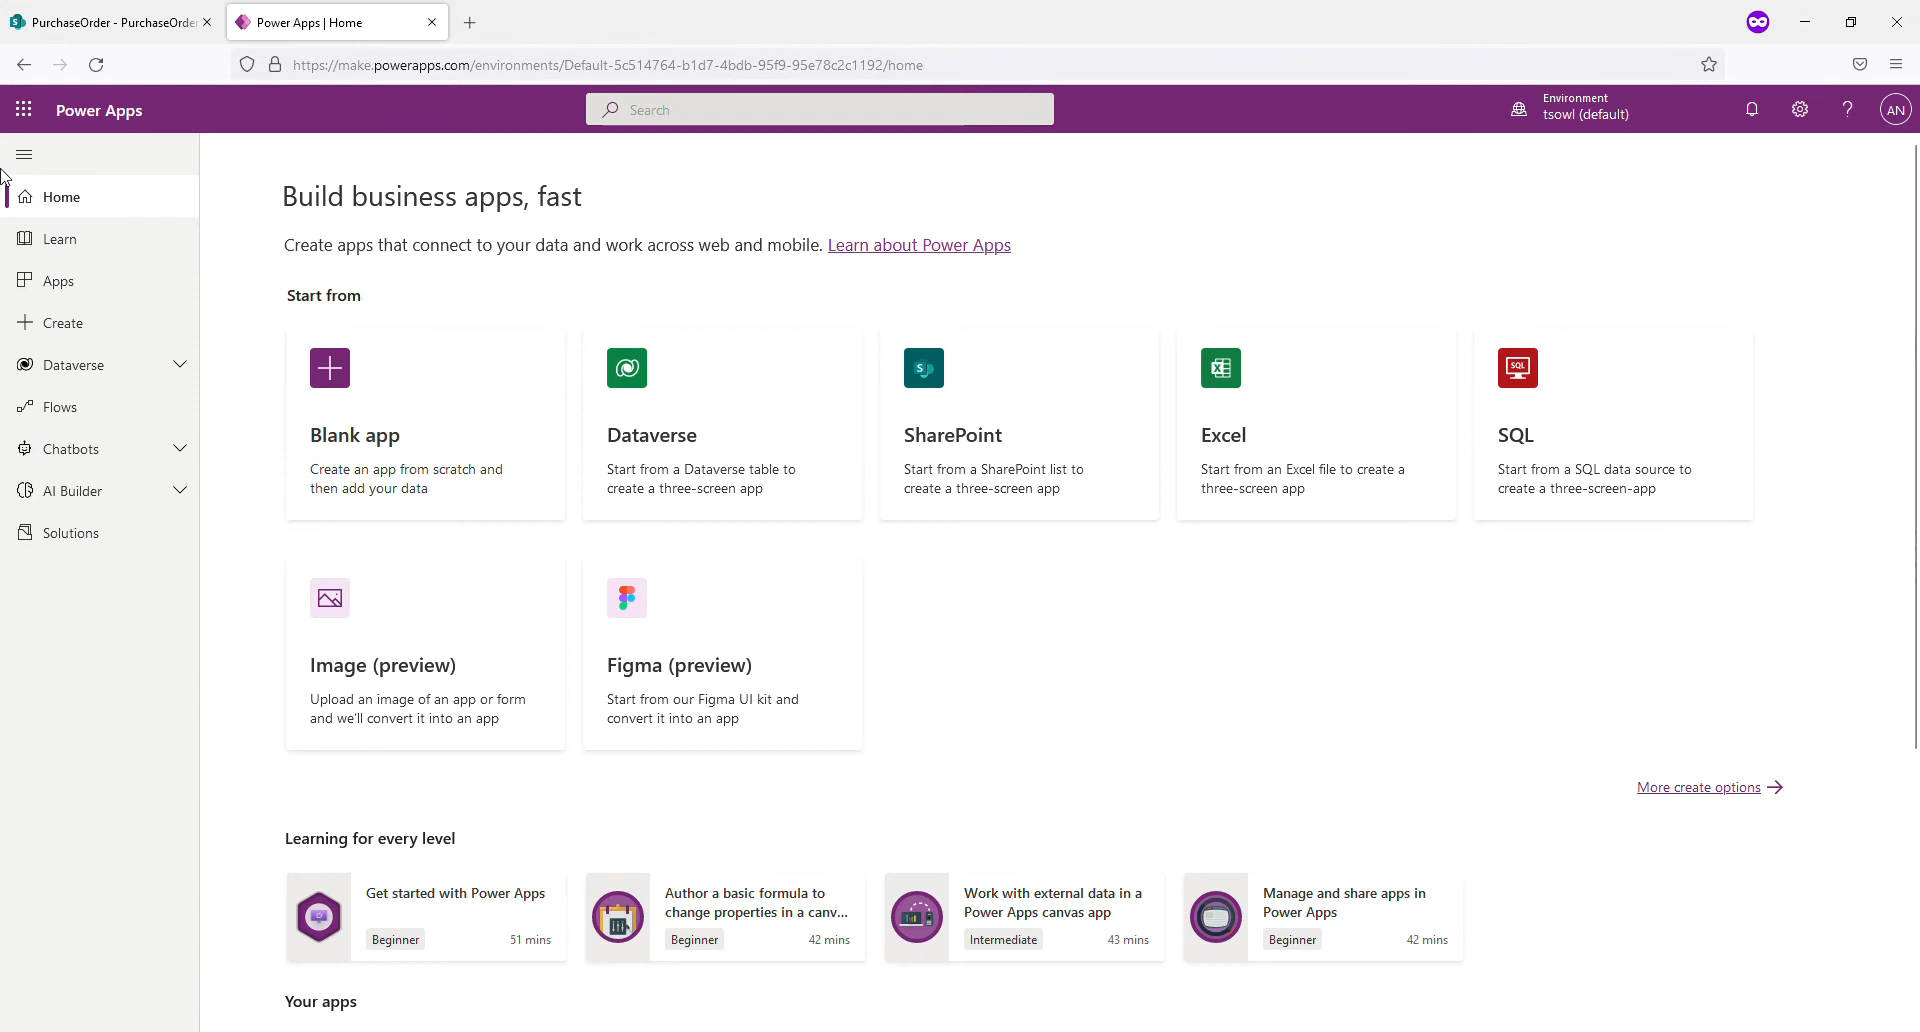 PurchaseOrder - PurchaseOrder
Power Apps | Home
https://make.powerapps.com/environments/Default-5c514764-b1d7-4bdb-95f9-95e78c2c1192/home
Power Apps
Search
Environment
tsowl (default)
AN
Home
Learn
Apps
Create
Dataverse
Flows
Chatbots
AI Builder
Solutions
Build business apps, fast
Create apps that connect to your data and work across web and mobile. Learn about Power Apps
Start from
Blank app
Create an app from scratch and
then add your data
Dataverse
Start from a Dataverse table to
create a three-screen app
S
SharePoint
Start from a SharePoint list to
create a three-screen app
X
Excel
Start from an Excel file to create a
three-screen app
SQL
SQL
Start from a SQL data source to
create a three-screen-app
Image (preview)
Upload an image of an app or form
and we'll convert it into an app
Figma (preview)
Start from our Figma UI kit and
convert it into an app
More create options
Learning for every level
Get started with Power Apps
Beginner
51 mins
Author a basic formula to
change properties in a canv...
Beginner
42 mins
Work with external data in a
Power Apps canvas app
Intermediate
43 mins
Manage and share apps in
Power Apps
Beginner
42 mins
Your apps